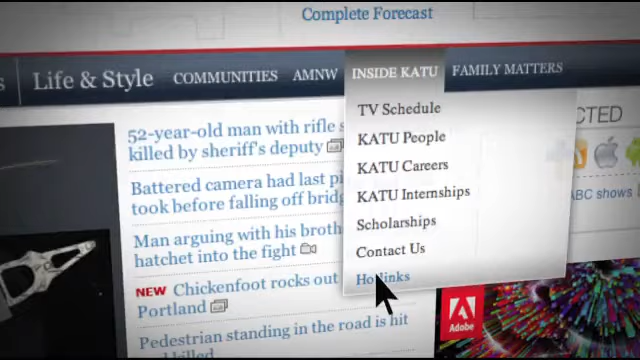 Complete Forecast
Life & Style COMMUNITIES AMNW INSIDE KATU FAMILY MATTERS
TV Schedule
KATU People
KATU Careers
KATU Internships
Scholarships
Contact Us
Hotlinks
52-year-old man with rifle
killed by sheriff's deputy
Battered camera had last
took before falling off
Man arguing with his
hatchet into the fight
NEW Chickenfoot rocks out
Portland
Pedestrian standing in the road is hit
killed
ABC shows
Adobe